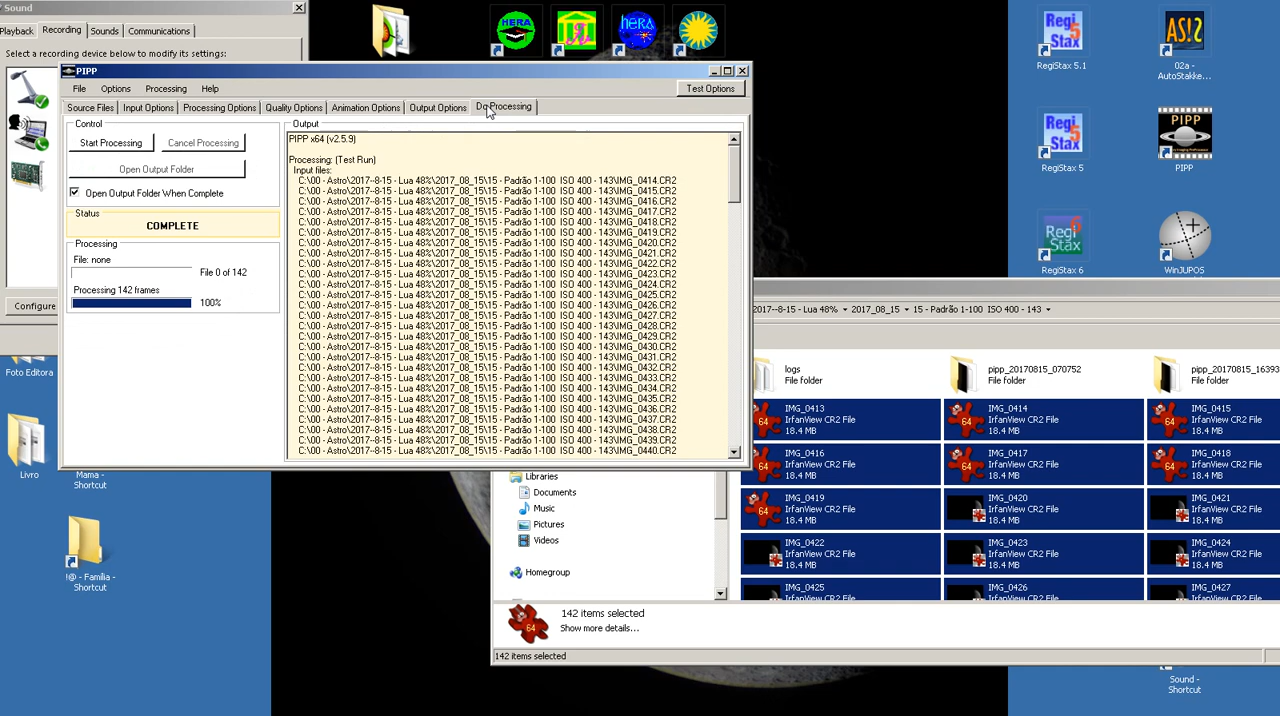 Sound
Playback Recording Sounds Communications
Select a recording device below to modify its settings:
Configure
HERA
hera
Regi Stax 5
RegiStax 5.1
AS!2
02a - AutoStakke...
Regi Stax 5
RegiStax 5
PIPP
PIPP
Regi Stax 6
RegiStax 6
WinJUPOS
PIPP
File Options Processing Help
Test Options
Source Files Input Options Processing Options Quality Options Animation Options Output Options Do Processing
Control
Start Processing Cancel Processing
Open Output Folder
Open Output Folder When Complete
Status
COMPLETE
Processing
File: none
File 0 of 142
Processing 142 frames
100%
Output
PIPP x64 (v2.5.9)
Processing: (Test Run)
Input files:
C:\00 - Astro\2017--8-15 - Lua 48%\2017_08_15\15 - Padrão 1-100 ISO 400 - 143\IMG_0414.CR2
C:\00 - Astro\2017--8-15 - Lua 48%\2017_08_15\15 - Padrão 1-100 ISO 400 - 143\IMG_0415.CR2
C:\00 - Astro\2017--8-15 - Lua 48%\2017_08_15\15 - Padrão 1-100 ISO 400 - 143\IMG_0416.CR2
C:\00 - Astro\2017--8-15 - Lua 48%\2017_08_15\15 - Padrão 1-100 ISO 400 - 143\IMG_0417.CR2
C:\00 - Astro\2017--8-15 - Lua 48%\2017_08_15\15 - Padrão 1-100 ISO 400 - 143\IMG_0418.CR2
C:\00 - Astro\2017--8-15 - Lua 48%\2017_08_15\15 - Padrão 1-100 ISO 400 - 143\IMG_0419.CR2
C:\00 - Astro\2017--8-15 - Lua 48%\2017_08_15\15 - Padrão 1-100 ISO 400 - 143\IMG_0420.CR2
C:\00 - Astro\2017--8-15 - Lua 48%\2017_08_15\15 - Padrão 1-100 ISO 400 - 143\IMG_0421.CR2
C:\00 - Astro\2017--8-15 - Lua 48%\2017_08_15\15 - Padrão 1-100 ISO 400 - 143\IMG_0422.CR2
C:\00 - Astro\2017--8-15 - Lua 48%\2017_08_15\15 - Padrão 1-100 ISO 400 - 143\IMG_0423.CR2
C:\00 - Astro\2017--8-15 - Lua 48%\2017_08_15\15 - Padrão 1-100 ISO 400 - 143\IMG_0424.CR2
C:\00 - Astro\2017--8-15 - Lua 48%\2017_08_15\15 - Padrão 1-100 ISO 400 - 143\IMG_0425.CR2
C:\00 - Astro\2017--8-15 - Lua 48%\2017_08_15\15 - Padrão 1-100 ISO 400 - 143\IMG_0426.CR2
C:\00 - Astro\2017--8-15 - Lua 48%\2017_08_15\15 - Padrão 1-100 ISO 400 - 143\IMG_0427.CR2
C:\00 - Astro\2017--8-15 - Lua 48%\2017_08_15\15 - Padrão 1-100 ISO 400 - 143\IMG_0428.CR2
C:\00 - Astro\2017--8-15 - Lua 48%\2017_08_15\15 - Padrão 1-100 ISO 400 - 143\IMG_0429.CR2
C:\00 - Astro\2017--8-15 - Lua 48%\2017_08_15\15 - Padrão 1-100 ISO 400 - 143\IMG_0430.CR2
C:\00 - Astro\2017--8-15 - Lua 48%\2017_08_15\15 - Padrão 1-100 ISO 400 - 143\IMG_0431.CR2
C:\00 - Astro\2017--8-15 - Lua 48%\2017_08_15\15 - Padrão 1-100 ISO 400 - 143\IMG_0432.CR2
C:\00 - Astro\2017--8-15 - Lua 48%\2017_08_15\15 - Padrão 1-100 ISO 400 - 143\IMG_0433.CR2
C:\00 - Astro\2017--8-15 - Lua 48%\2017_08_15\15 - Padrão 1-100 ISO 400 - 143\IMG_0434.CR2
C:\00 - Astro\2017--8-15 - Lua 48%\2017_08_15\15 - Padrão 1-100 ISO 400 - 143\IMG_0435.CR2
C:\00 - Astro\2017--8-15 - Lua 48%\2017_08_15\15 - Padrão 1-100 ISO 400 - 143\IMG_0436.CR2
C:\00 - Astro\2017--8-15 - Lua 48%\2017_08_15\15 - Padrão 1-100 ISO 400 - 143\IMG_0437.CR2
C:\00 - Astro\2017--8-15 - Lua 48%\2017_08_15\15 - Padrão 1-100 ISO 400 - 143\IMG_0438.CR2
C:\00 - Astro\2017--8-15 - Lua 48%\2017_08_15\15 - Padrão 1-100 ISO 400 - 143\IMG_0439.CR2
C:\00 - Astro\2017--8-15 - Lua 48%\2017_08_15\15 - Padrão 1-100 ISO 400 - 143\IMG_0440.CR2
2017--8-15 - Lua 48% 2017_08_15 15 - Padrão 1-100 ISO 400 - 143
logs
File folder
pipp_20170815_070752
File folder
pipp_20170815_16393
File folder
IMG_0413
IrfanView CR2 File
18.4 MB
IMG_0414
IrfanView CR2 File
18.4 MB
IMG_0415
IrfanView CR2 File
18.4 MB
IMG_0416
IrfanView CR2 File
18.4 MB
IMG_0417
IrfanView CR2 File
18.4 MB
IMG_0418
IrfanView CR2 File
18.4 MB
IMG_0419
IrfanView CR2 File
18.4 MB
IMG_0420
IrfanView CR2 File
18.4 MB
IMG_0421
IrfanView CR2 File
18.4 MB
IMG_0422
IrfanView CR2 File
18.4 MB
IMG_0423
IrfanView CR2 File
18.4 MB
IMG_0424
IrfanView CR2 File
18.4 MB
IMG_0425
IrfanView CR2 File
IMG_0426
IrfanView CR2 File
IMG_0427
IrfanView CR2 File
Libraries
Documents
Music
Pictures
Videos
Homegroup
64
142 items selected
Show more details...
142 items selected
Foto Editora
Livro
Mama - Shortcut
!@ - Família - Shortcut
Sound - Shortcut